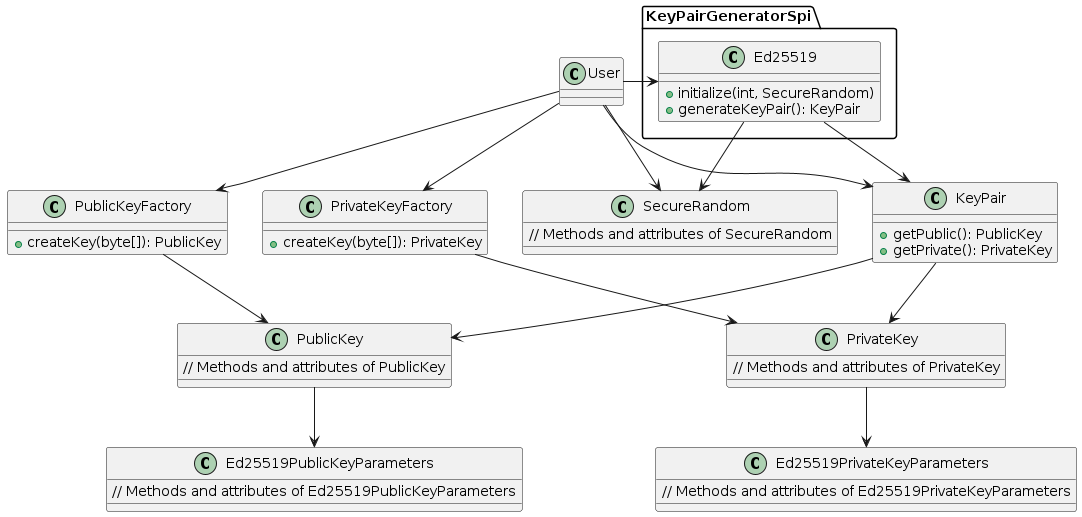 KeyPairGeneratorSpi
C Ed25519
initialize(int, SecureRandom)
generateKeyPair(): KeyPair
C User
C PublicKeyFactory
createKey(byte[]): PublicKey
C PrivateKeyFactory
createKey(byte[]): PrivateKey
C SecureRandom
// Methods and attributes of SecureRandom
C KeyPair
getPublic(): PublicKey
getPrivate(): PrivateKey
C PublicKey
// Methods and attributes of PublicKey
C PrivateKey
// Methods and attributes of PrivateKey
C Ed25519PublicKeyParameters
// Methods and attributes of Ed25519PublicKeyParameters
C Ed25519PrivateKeyParameters
// Methods and attributes of Ed25519PrivateKeyParameters